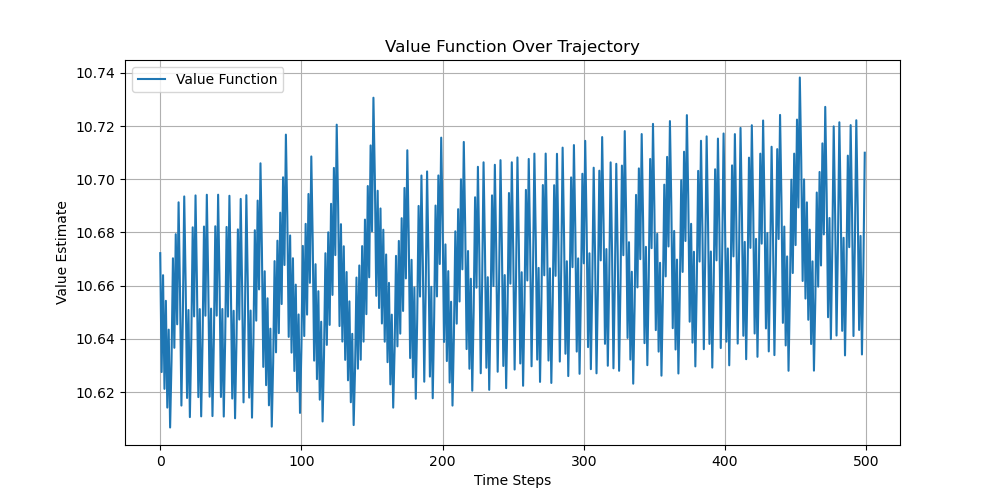 Value Function Over Trajectory
Value Function
Value Estimate
10.74
10.72
10.70
10.68
10.66
10.64
10.62
0 100 200 300 400 500
Time Steps